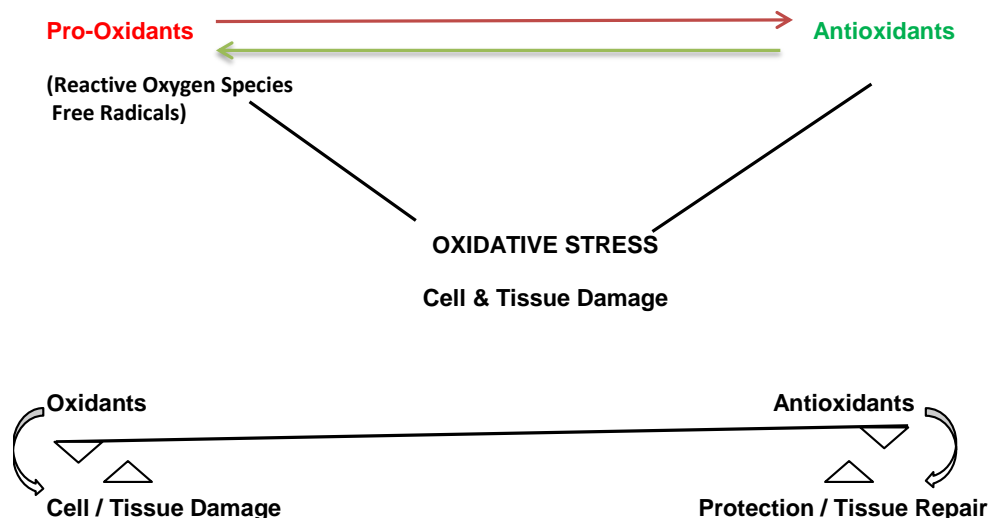 Pro-Oxidants
Antioxidants
(Reactive Oxygen Species
Free Radicals)
OXIDATIVE STRESS
Cell & Tissue Damage
Oxidants
Antioxidants
Cell / Tissue Damage
Protection / Tissue Repair